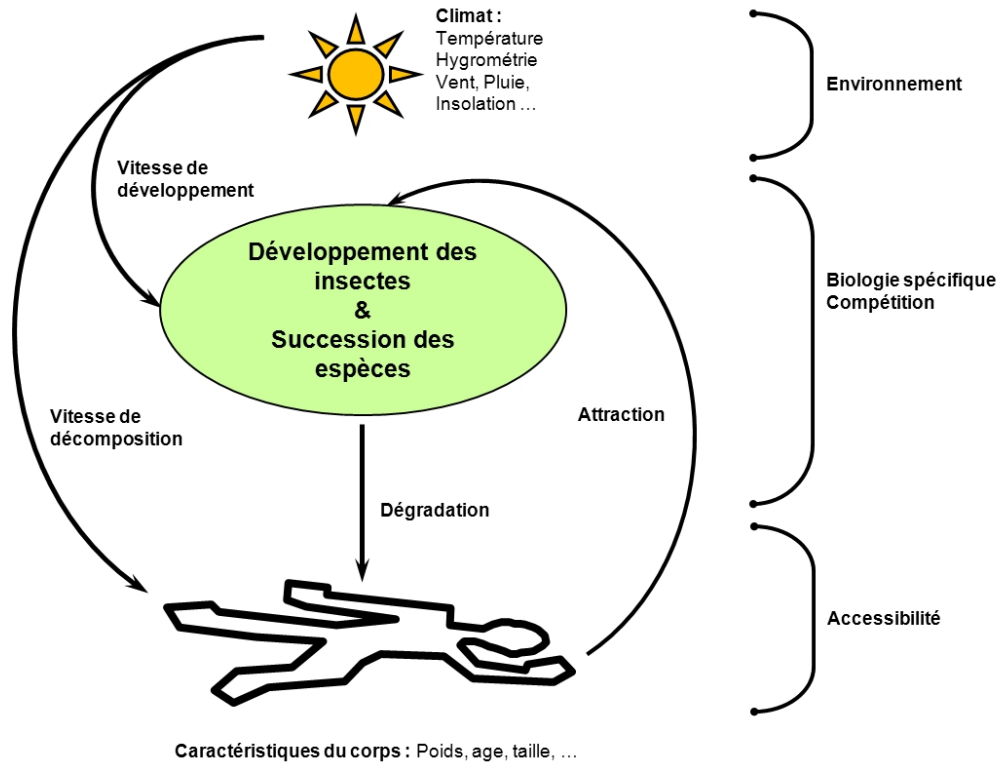 Climat :
Température
Hygrométrie
Vent, Pluie,
Insolation ...
Environnement
Vitesse de
développement
Développement des
insectes
&
Succession des
espèces
Biologie spécifique
Compétition
Vitesse de
décomposition
Attraction
Dégradation
Accessibilité
Caractéristiques du corps : Poids, age, taille, ...